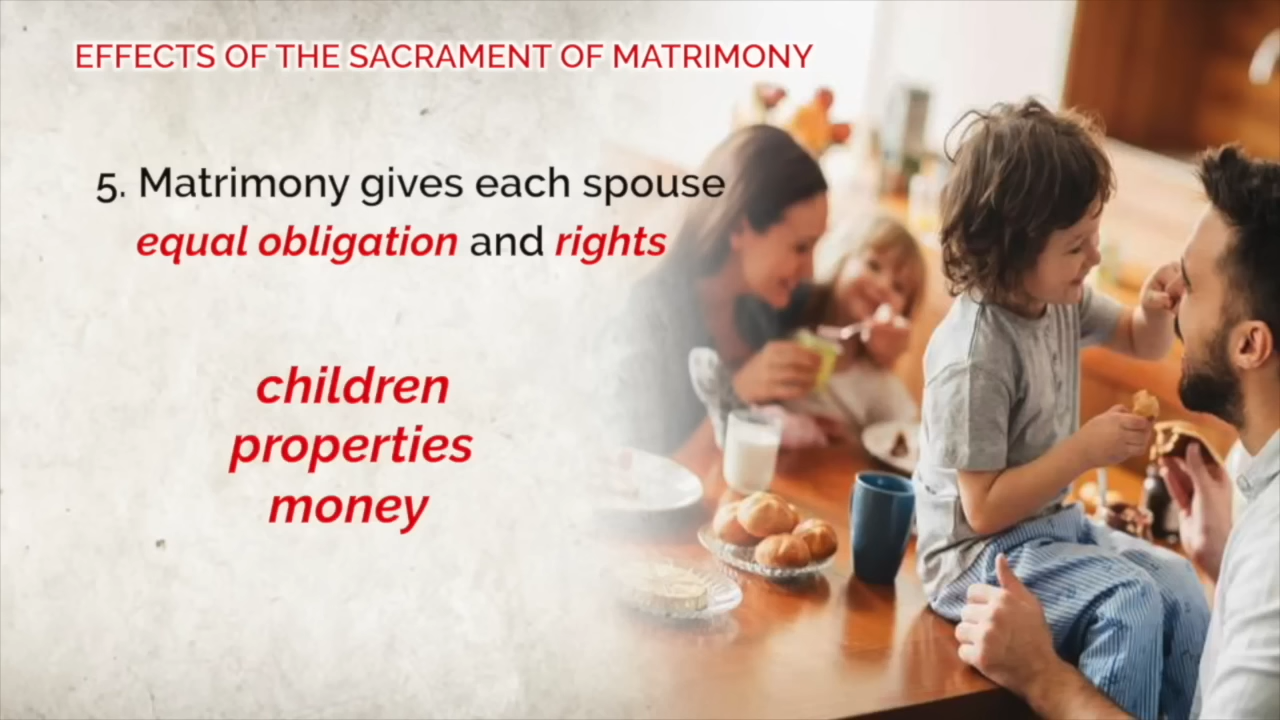 EFFECTS OF THE SACRAMENT OF MATRIMONY
5. Matrimony gives each spouse
equal obligation and rights
children
properties
money